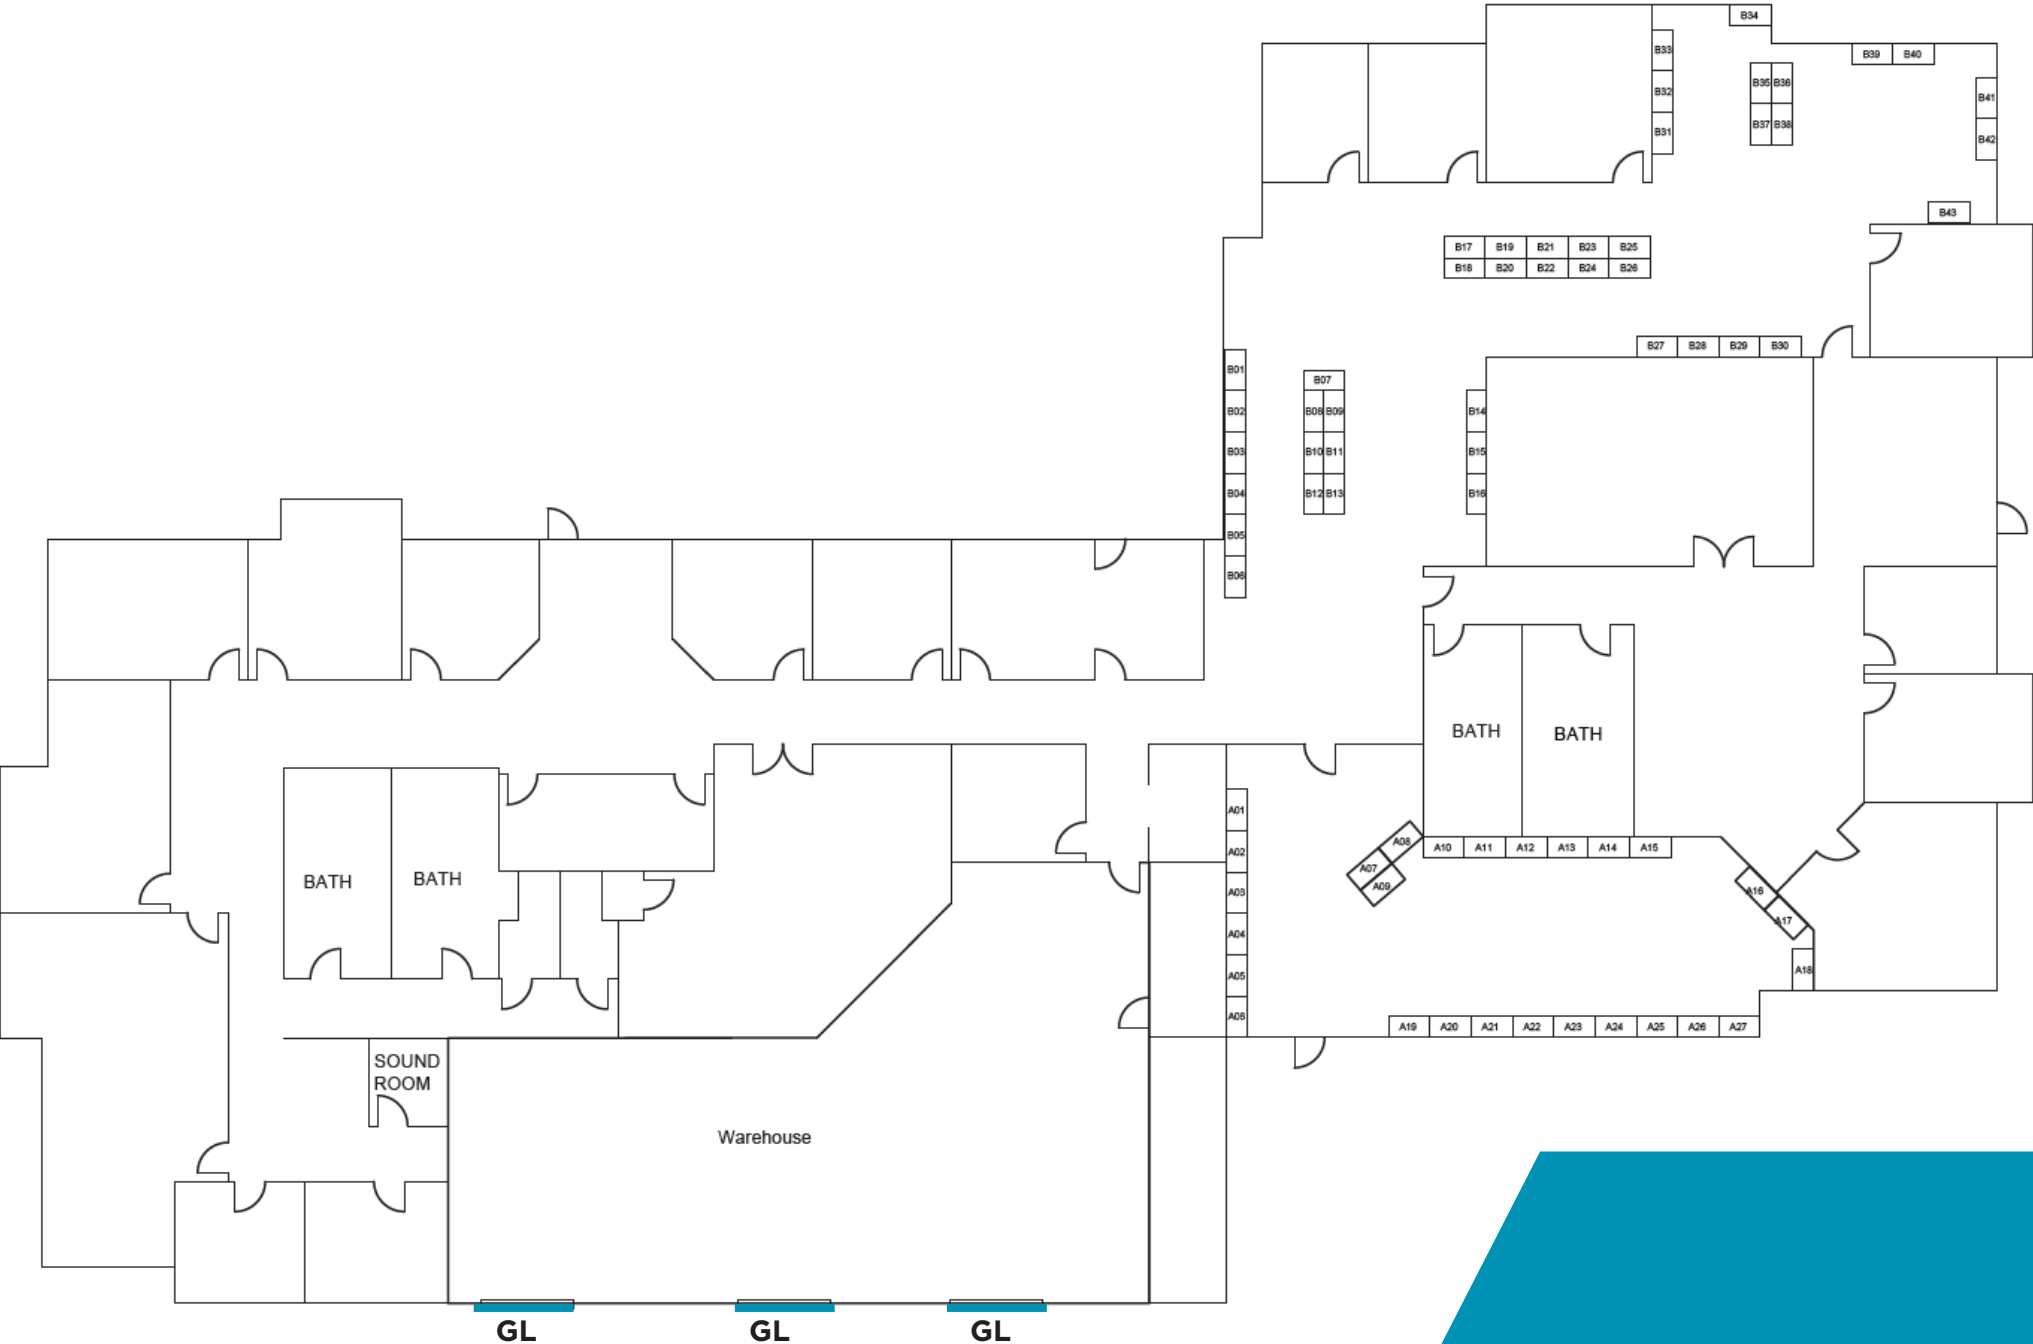 B34
B33
B39 B40
B35 B36
B32
B41
B37 B38
B31
B42
B43
B17 B19 B21 B23 B25
B18 B20 B22 B24 B26
B27 B28 B29 B30
B01
B07
B02
B08 B09
B14
B03
B10 B11
B15
B04
B12 B13
B16
B05
B06
BATH
BATH
A01
A08
A02
A10 A11 A12 A13 A14 A15
A07
A09
A03
A16
BATH
BATH
A17
A04
A05
A18
A06
A19 A20 A21 A22 A23 A24 A25 A26 A27
SOUND
ROOM
Warehouse
GL
GL
GL